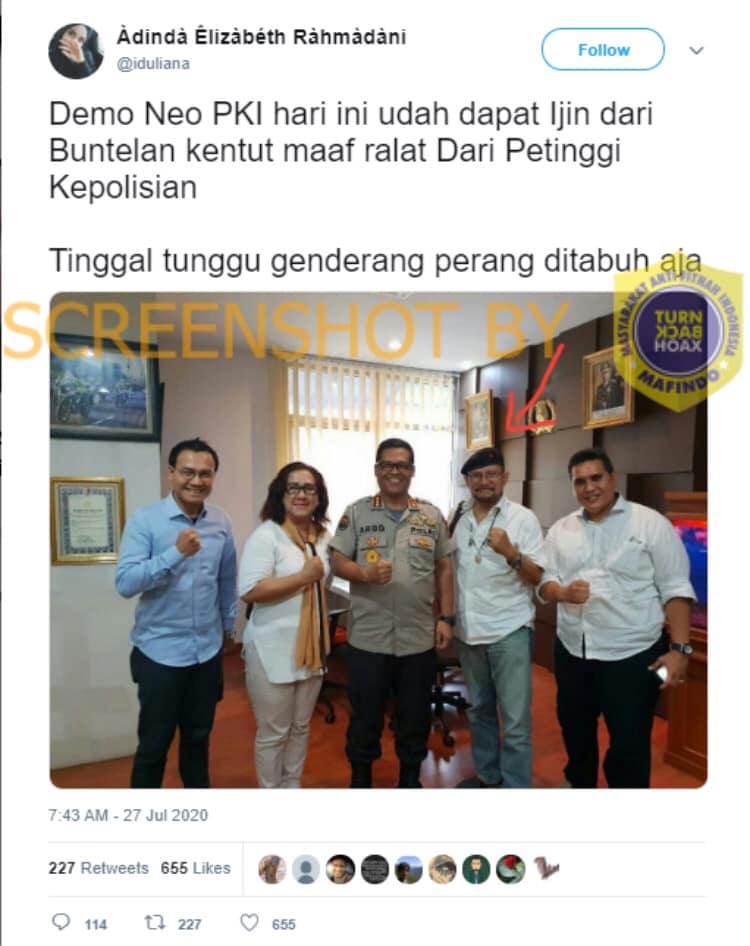 Àdindà Êlizàbéth Ràhmàdàni
@iduliana
Follow
Demo Neo PKI hari ini udah dapat Ijin dari
Buntelan kentut maaf ralat Dari Petinggi
Kepolisian
Tinggal tunggu genderang perang ditabuh aja
SCREENSHOT BY
MASYARAKAT ANTI FITNAH INDONESIA
TURN
BACK
HOAX
MAFINDO
ARGO
POLRI
7:43 AM - 27 Jul 2020
227 Retweets 655 Likes
114 227 655